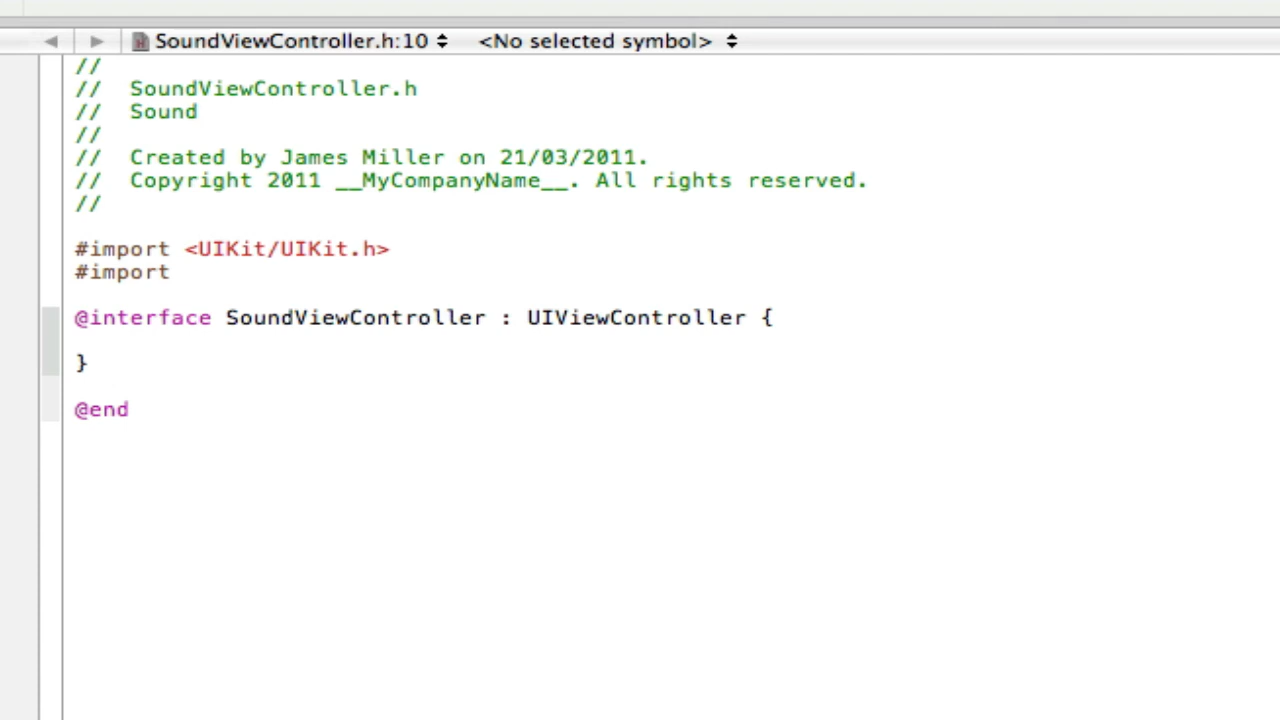 SoundViewController.h:10 <No selected symbol>
//
// SoundViewController.h
// Sound
//
// Created by James Miller on 21/03/2011.
// Copyright 2011 __MyCompanyName__. All rights reserved.
//
#import <UIKit/UIKit.h>
#import
@interface SoundViewController : UIViewController {
}
@end